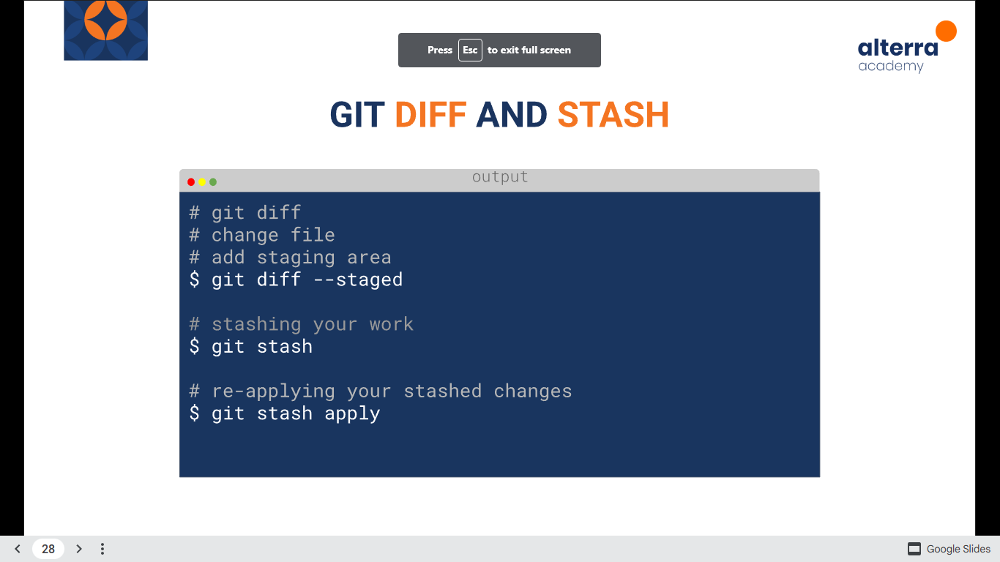 Press Esc to exit full screen
alterra
academy
GIT DIFF AND STASH
output
# git diff
# change file
# add staging area
$ git diff --staged
# stashing your work
$ git stash
# re-applying your stashed changes
$ git stash apply
28
Google Slides